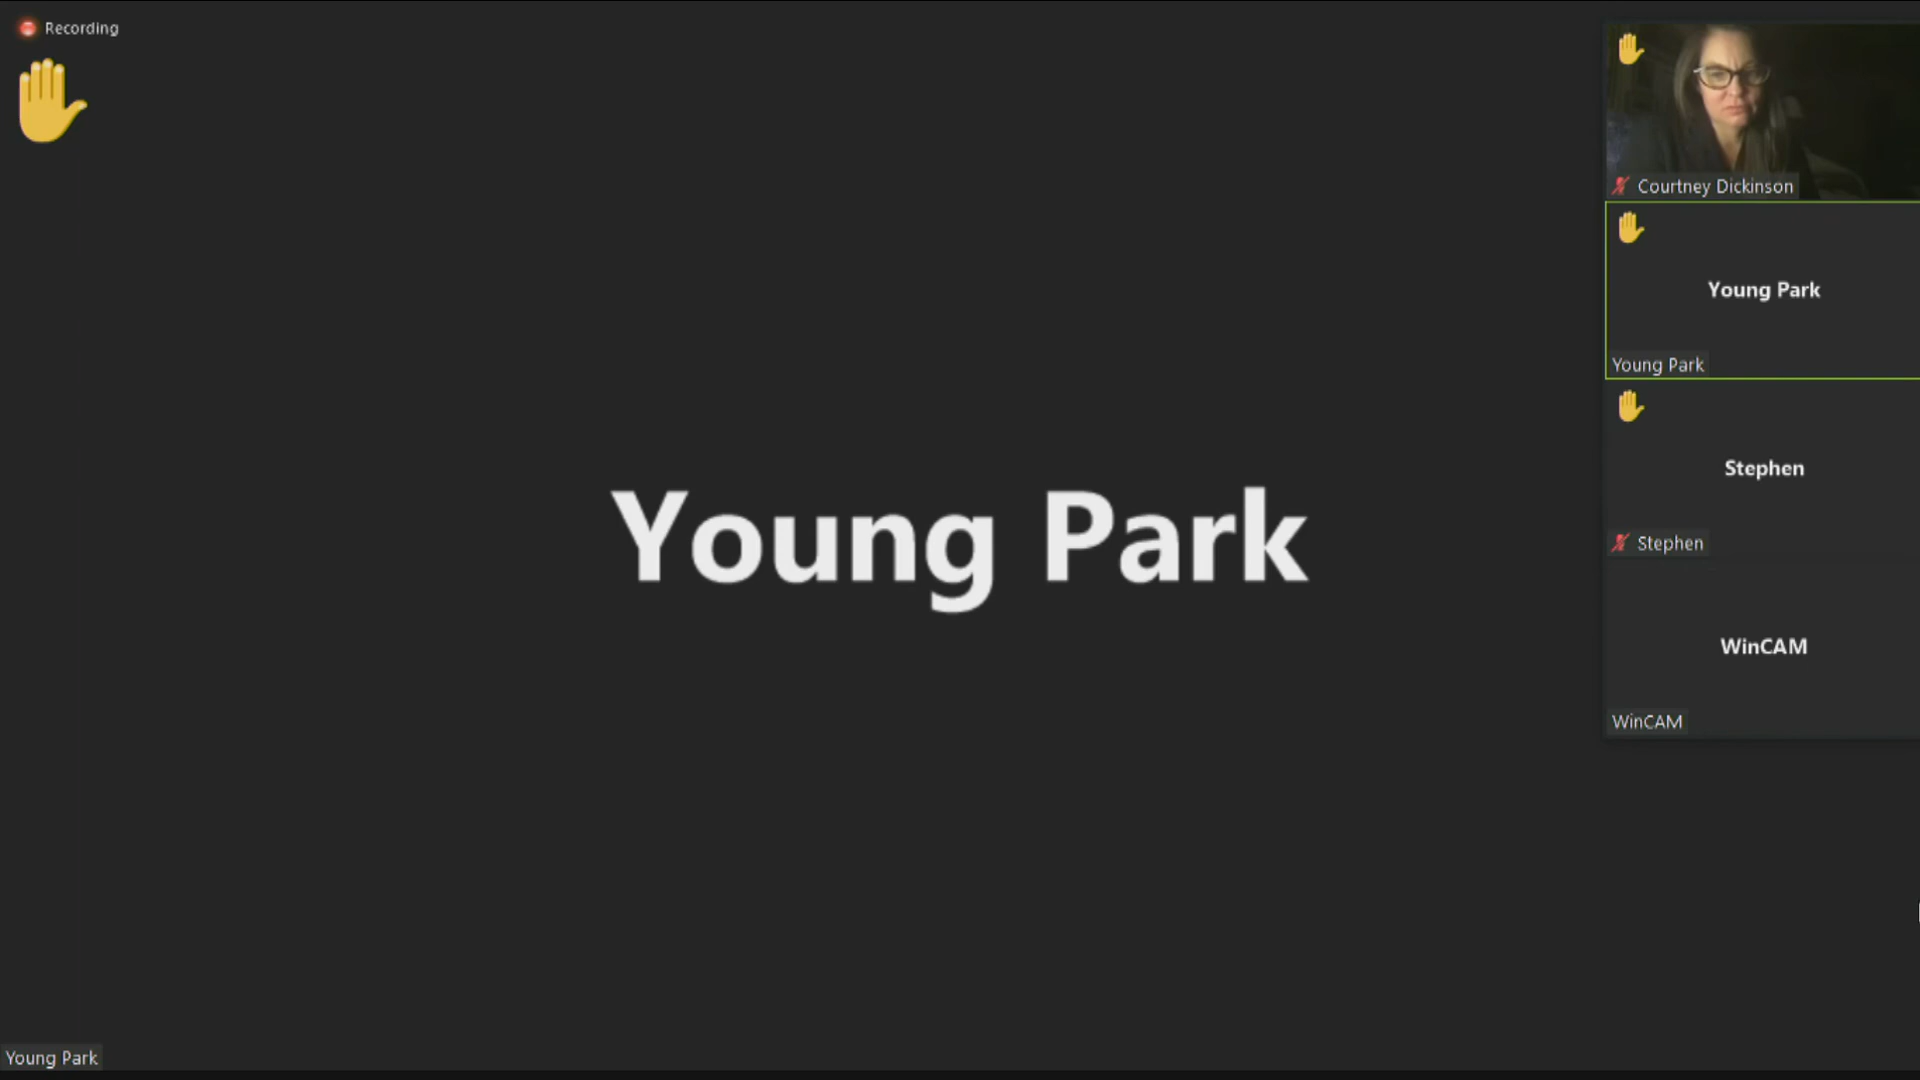 Recording
Courtney Dickinson
Young Park
Young Park
Stephen
Stephen
WinCAM
WinCAM
Young Park
Young Park